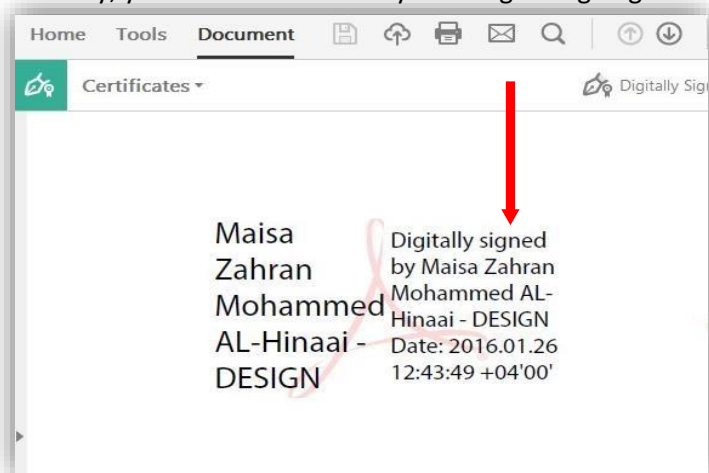 Home Tools Document
Certificates
Digitally Sig
Maisa
Zahran
Mohammed
AL-Hinaai -
DESIGN
Digitally signed
by Maisa Zahran
Mohammed AL-
Hinaai - DESIGN
Date: 2016.01.26
12:43:49 +04'00'